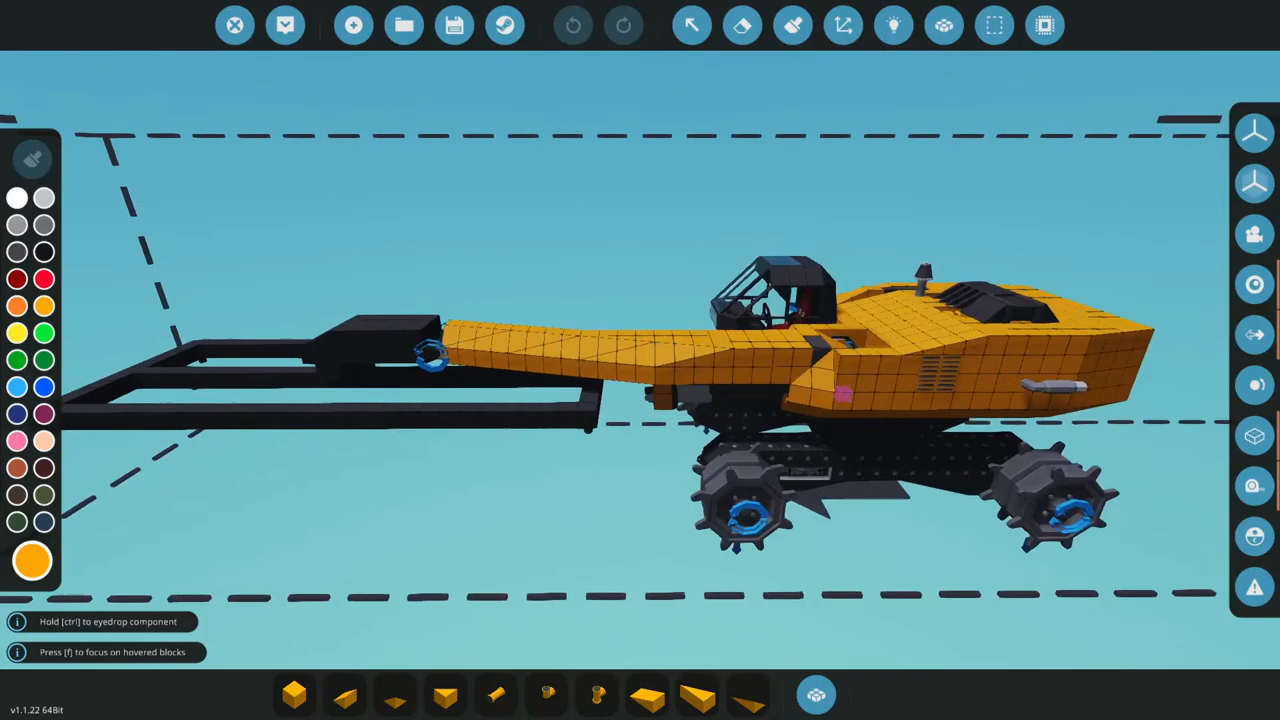 Hold [ctrl] to eyedrop component
Press [f] to focus on hovered blocks
v1.1.22 64Bit